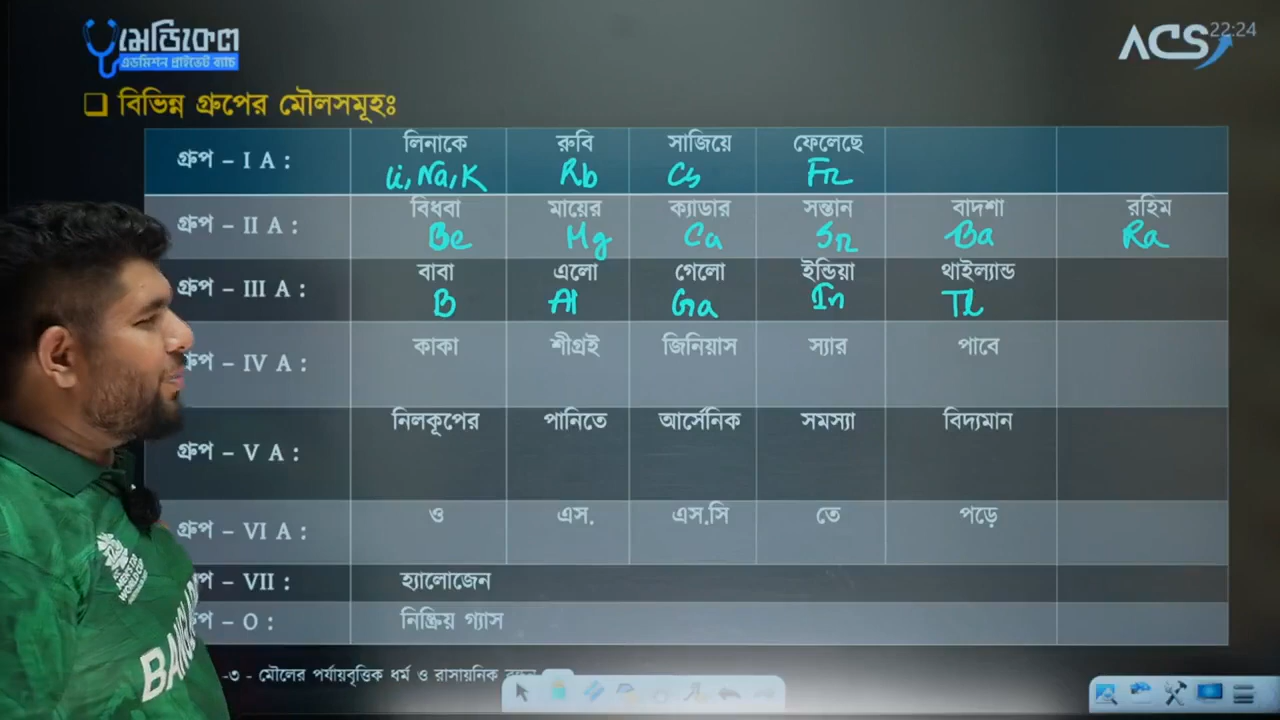 মেডিকেল
এডমিশন প্রাইভেট ব্যাচ
ACS
22:24
❑ বিভিন্ন গ্রুপের মৌলসমূহঃ
গ্রুপ – I A : লিনাকে রুবি সাজিয়ে ফেলেছে
Li, Na, K Rb Cs Fr
গ্রুপ – II A : বিধবা মায়ের ক্যাডার সন্তান বাদশা রহিম
Be Mg Ca Sr Ba Ra
গ্রুপ – III A : বাবা এলো গেলো ইন্ডিয়া থাইল্যান্ড
B Al Ga In Tl
গ্রুপ – IV A : কাকা শীগ্রই জিনিয়াস স্যার পাবে
গ্রুপ – V A : নিলকূপের পানিতে আর্সেনিক সমস্যা বিদ্যমান
গ্রুপ – VI A : ও এস. এস.সি তে পড়ে
গ্রুপ – VII : হ্যালোজেন
গ্রুপ – O : নিষ্ক্রিয় গ্যাস
-৩ - মৌলের পর্যায়বৃত্তিক ধর্ম ও রাসায়নিক